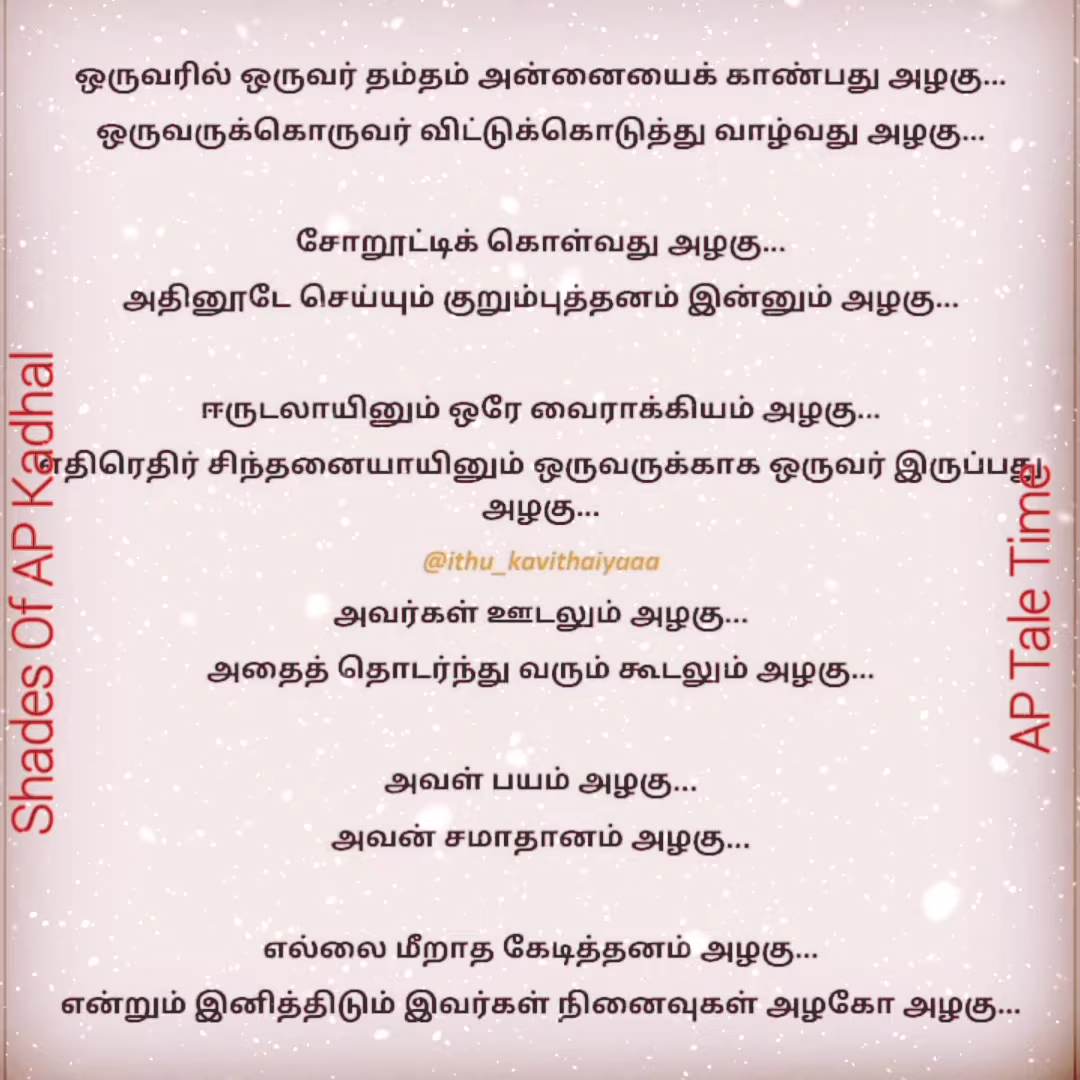 ஒருவரில் ஒருவர் தம்தம் அன்னையைக் காண்பது அழகு...
ஒருவருக்கொருவர் விட்டுக்கொடுத்து வாழ்வது அழகு...
சோறூட்டிக் கொள்வது அழகு...
அதினூடே செய்யும் குறும்புத்தனம் இன்னும் அழகு...
ஈருடலாயினும் ஒரே வைராக்கியம் அழகு...
எதிரெதிர் சிந்தனையாயினும் ஒருவருக்காக ஒருவர் இருப்பது
அழகு...
@ithu_kavithaiyaaa
அவர்கள் ஊடலும் அழகு...
அதைத் தொடர்ந்து வரும் கூடலும் அழகு...
அவள் பயம் அழகு...
அவன் சமாதானம் அழகு...
எல்லை மீறாத கேடித்தனம் அழகு...
என்றும் இனித்திடும் இவர்கள் நினைவுகள் அழகோ அழகு...
Shades Of AP Kadhal
AP Tale Time